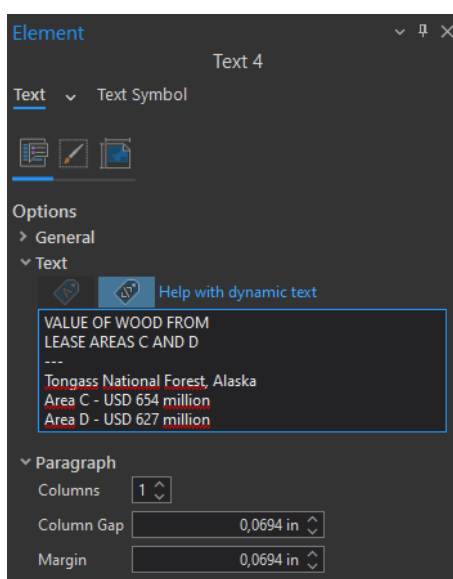 Element
Text 4
Text Text Symbol
Options
General
Text
Help with dynamic text
VALUE OF WOOD FROM
LEASE AREAS C AND D
---
Tongass National Forest, Alaska
Area C - USD 654 million
Area D - USD 627 million
Paragraph
Columns 1
Column Gap 0,0694 in
Margin 0,0694 in